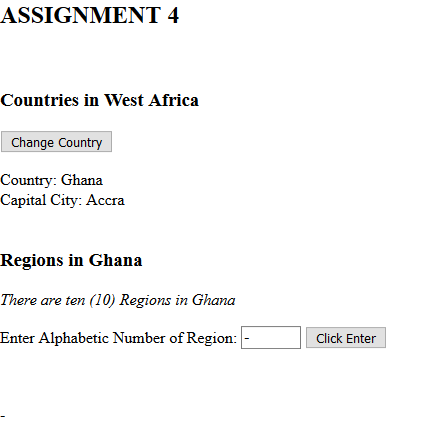 ASSIGNMENT 4
Countries in West Africa
Change Country
Country: Ghana
Capital City: Accra
Regions in Ghana
There are ten (10) Regions in Ghana
Enter Alphabetic Number of Region: - Click Enter
-